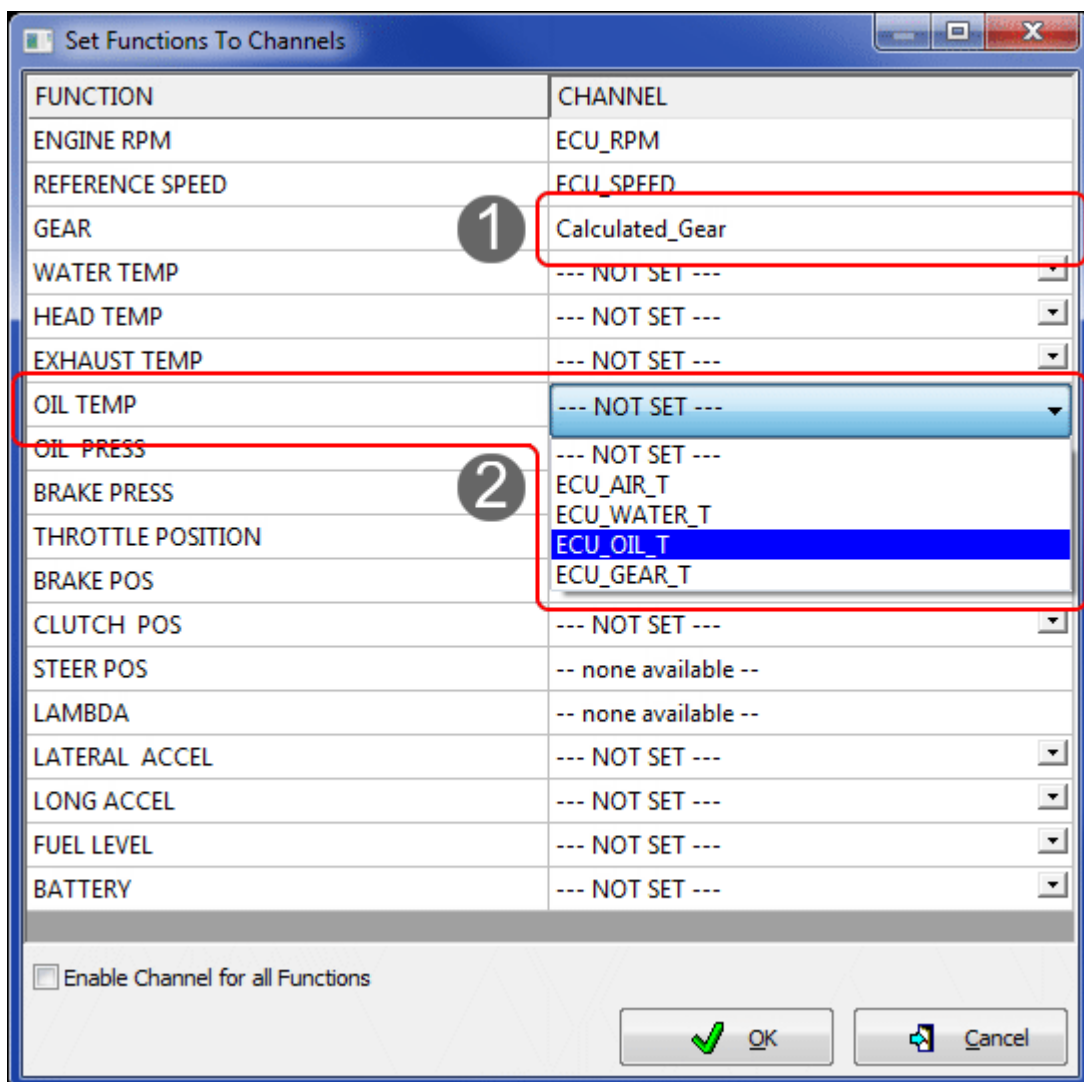 Set Functions To Channels
FUNCTION CHANNEL
ENGINE RPM ECU_RPM
REFERENCE SPEED ECU_SPEED
GEAR 1 Calculated_Gear
WATER TEMP --- NOT SET ---
HEAD TEMP --- NOT SET ---
EXHAUST TEMP --- NOT SET ---
OIL TEMP --- NOT SET ---
OIL  PRESS --- NOT SET ---
BRAKE PRESS 2 ECU_AIR_T
ECU_WATER_T
THROTTLE POSITION ECU_OIL_T
BRAKE POS ECU_GEAR_T
CLUTCH  POS --- NOT SET ---
STEER POS -- none available --
LAMBDA -- none available --
LATERAL  ACCEL --- NOT SET ---
LONG ACCEL --- NOT SET ---
FUEL LEVEL --- NOT SET ---
BATTERY --- NOT SET ---
Enable Channel for all Functions
OK Cancel